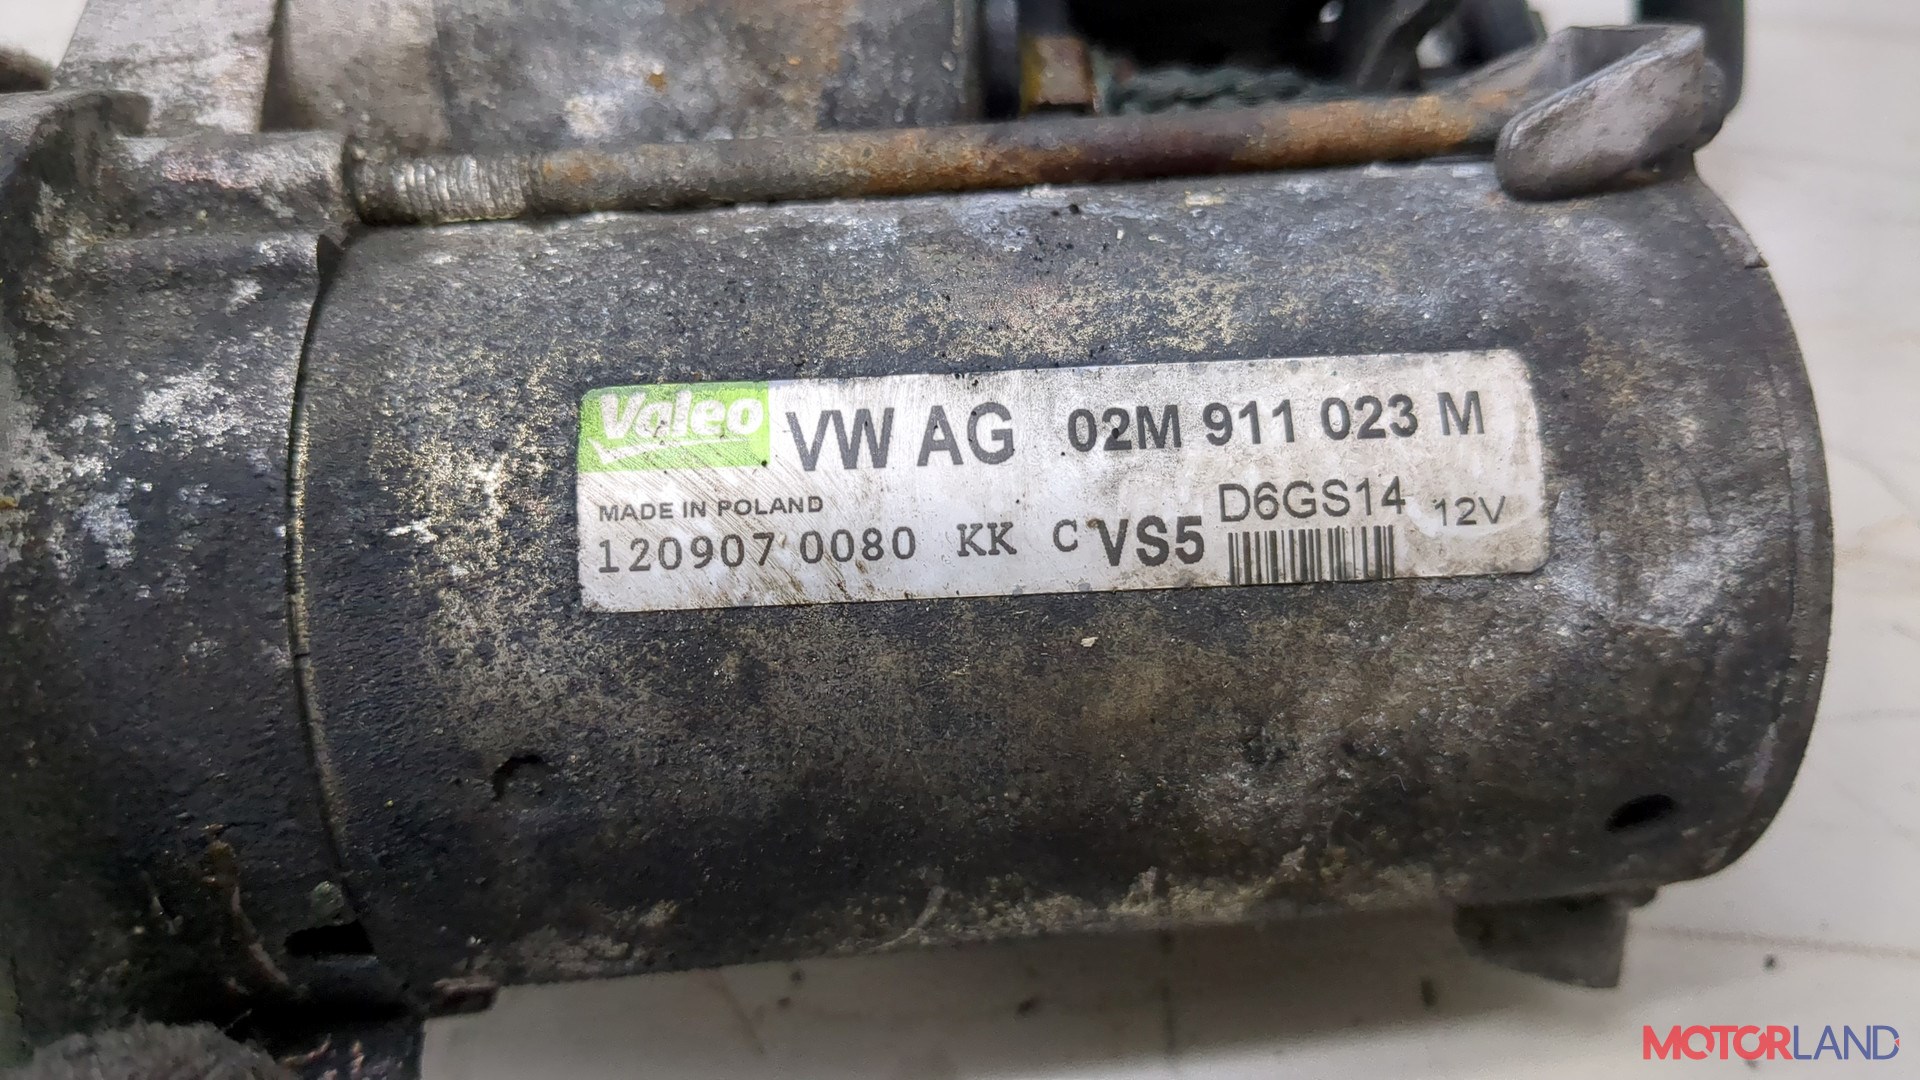 Valeo VW AG 02M 911 023 M
MADE IN POLAND D6GS14 12V
120907 0080 KK C VS5
MOTORLAND